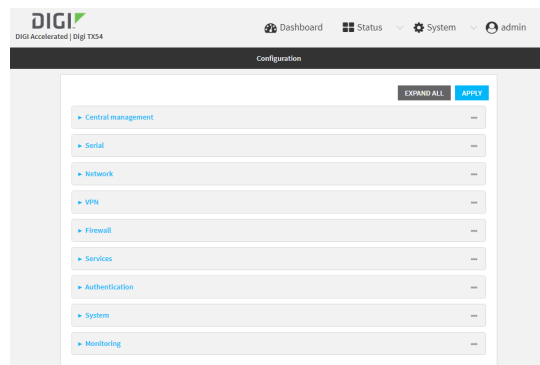 DIGI
Dashboard Status System admin
DIGI Accelerated | Digi TX54
Configuration
EXPAND ALL APPLY
Central management
Serial
Network
VPN
Firewall
Services
Authentication
System
Monitoring